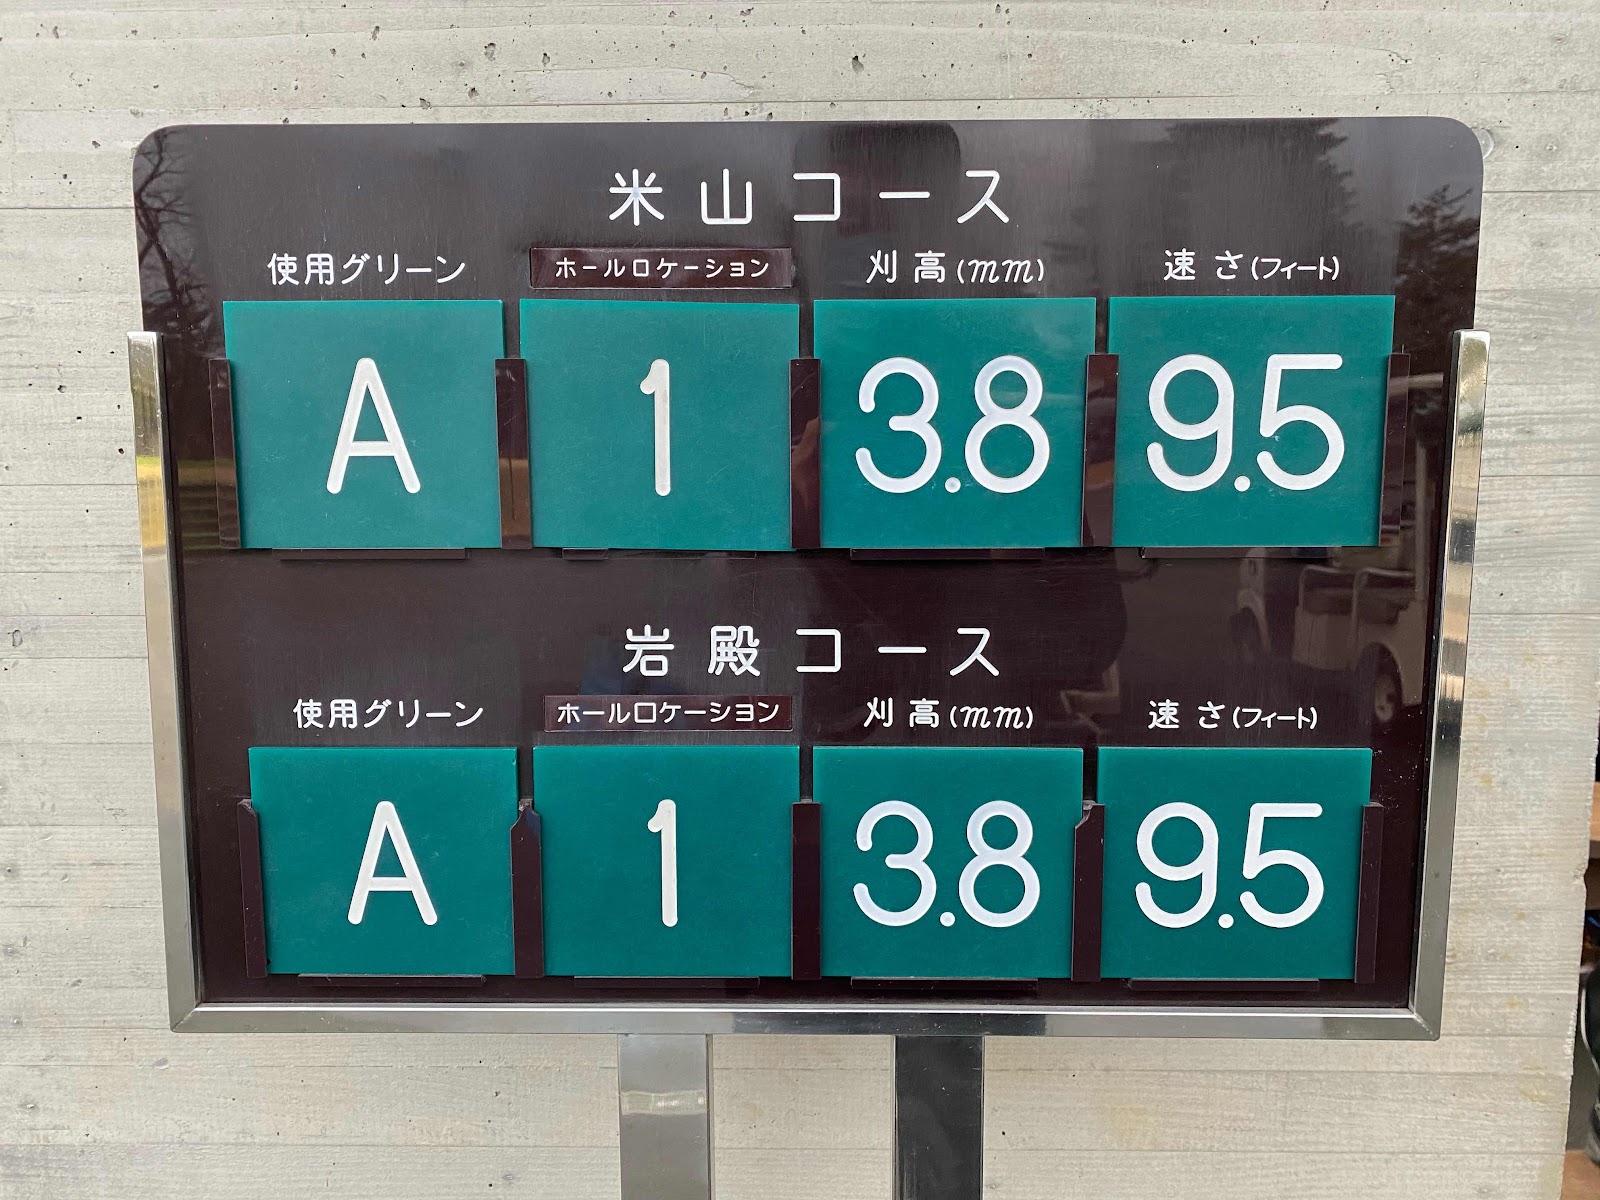 米山コース
使用グリーン ホールロケーション 刈高(mm) 速さ(フィート)
A 1 3.8 9.5
岩殿コース
使用グリーン ホールロケーション 刈高(mm) 速さ(フィート)
A 1 3.8 9.5